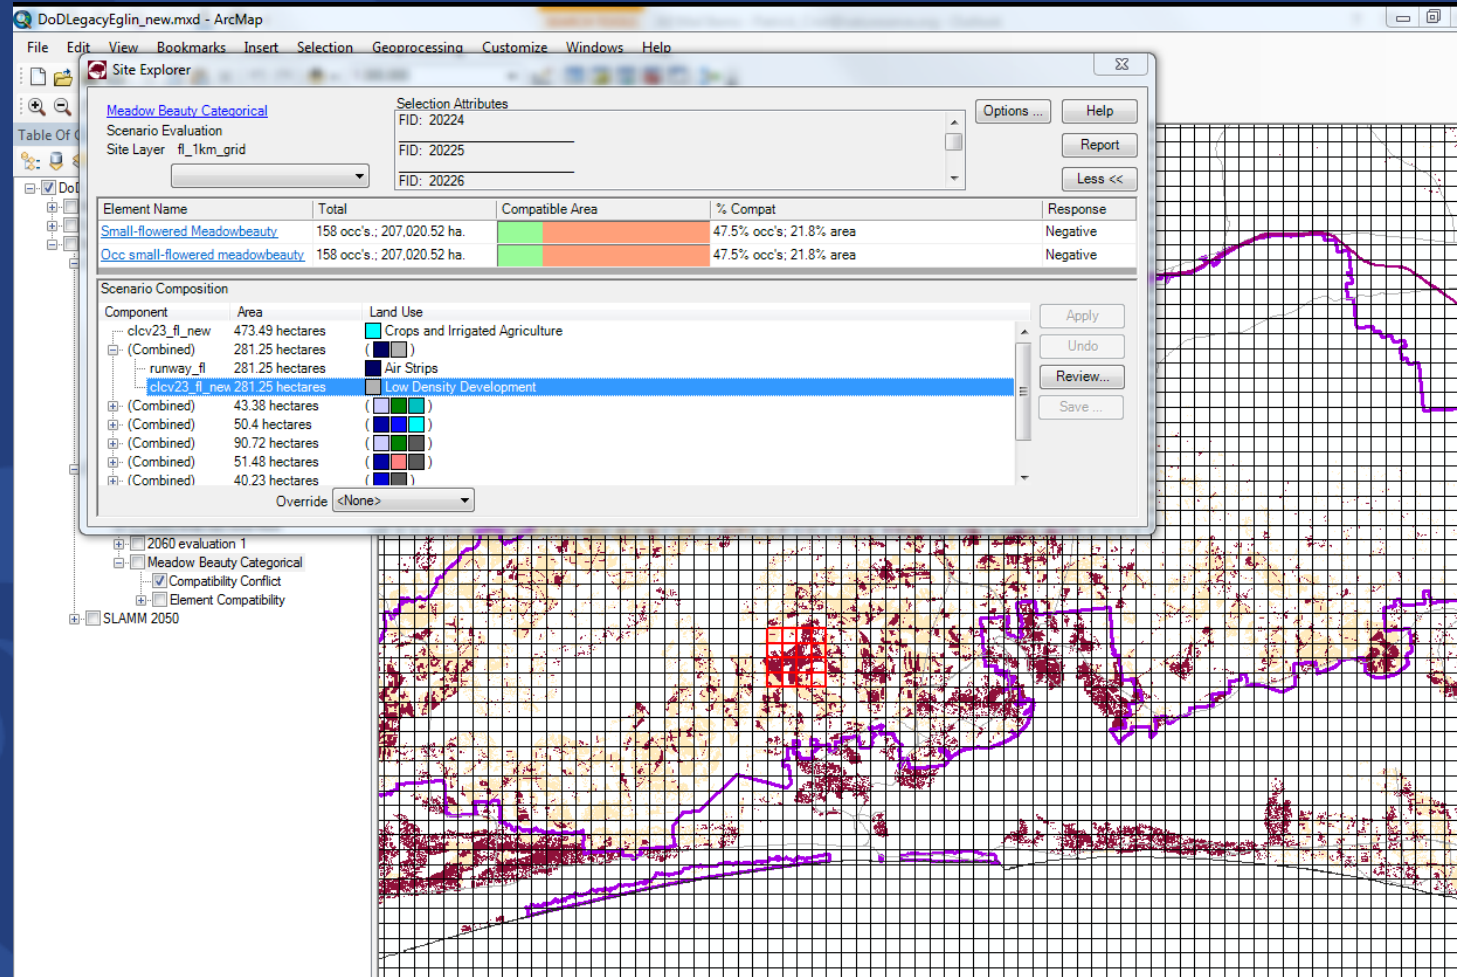 DoDLegacyEglin_new.mxd - ArcMap
File Edit View Bookmarks Insert Selection Geoprocessing Customize Windows Help
Site Explorer
Meadow Beauty Categorical
Scenario Evaluation
Site Layer fl_1km_grid
Selection Attributes
FID: 20224
FID: 20225
FID: 20226
Options ...
Help
Report
Less <<
Table Of
Element Name Total Compatible Area % Compat Response
Small-flowered Meadowbeauty 158 occ's.; 207,020.52 ha. 47.5% occ's; 21.8% area Negative
Occ small-flowered meadowbeauty 158 occ's.; 207,020.52 ha. 47.5% occ's; 21.8% area Negative
Scenario Composition
Component Area Land Use
clcv23_fl_new 473.49 hectares Crops and Irrigated Agriculture
(Combined) 281.25 hectares ( )
runway_fl 281.25 hectares Air Strips
clcv23_fl_new 281.25 hectares Low Density Development
(Combined) 43.38 hectares ( )
(Combined) 50.4 hectares ( )
(Combined) 90.72 hectares ( )
(Combined) 51.48 hectares ( )
(Combined) 40.23 hectares ( )
Apply
Undo
Review...
Save ...
Override <None>
2060 evaluation 1
Meadow Beauty Categorical
Compatibility Conflict
Element Compatibility
SLAMM 2050